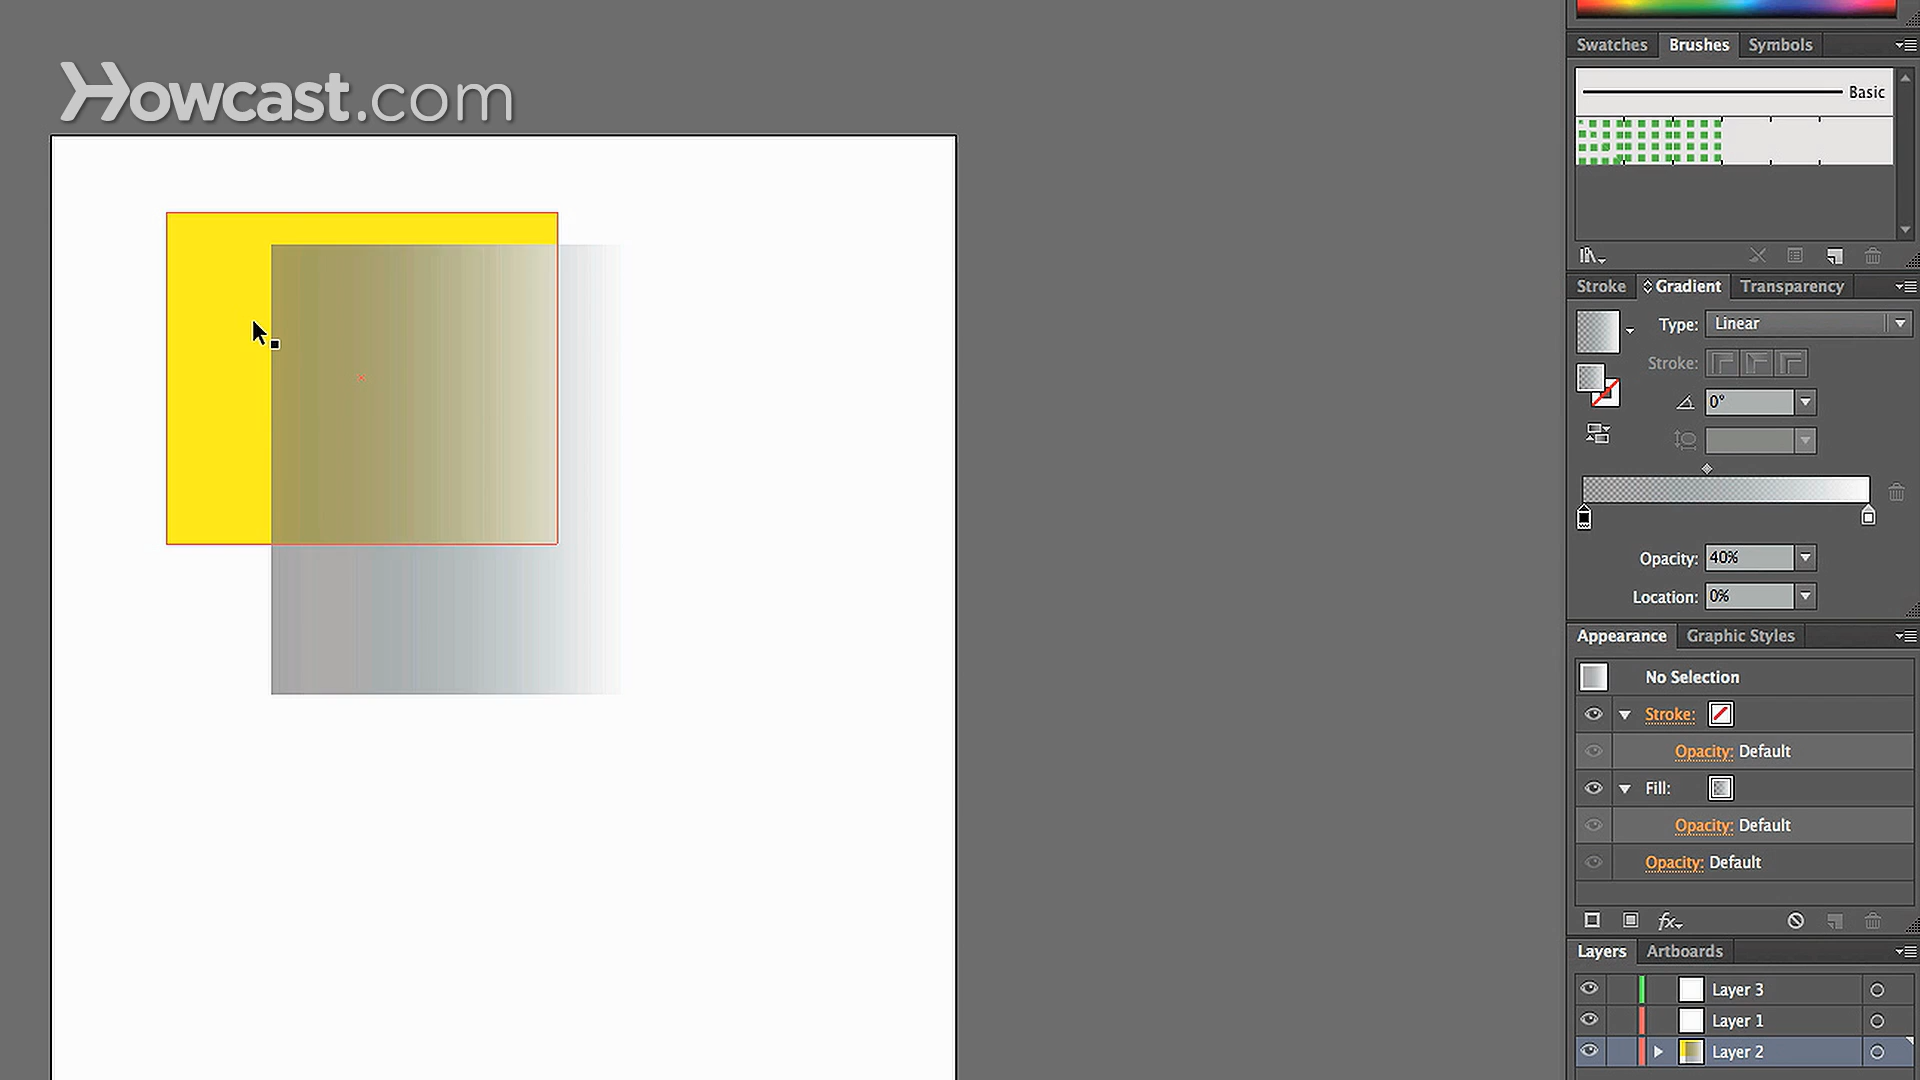 Howcast.com
Swatches Brushes Symbols
Basic
Stroke Gradient Transparency
Type: Linear
Stroke:
0°
Opacity: 40%
Location: 0%
Appearance Graphic Styles
No Selection
Stroke:
Opacity: Default
Fill:
Opacity: Default
Opacity: Default
fx
Layers Artboards
Layer 3
Layer 1
Layer 2